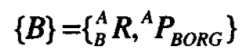 {B} = {^A_B R, ^A P_{BORG}}